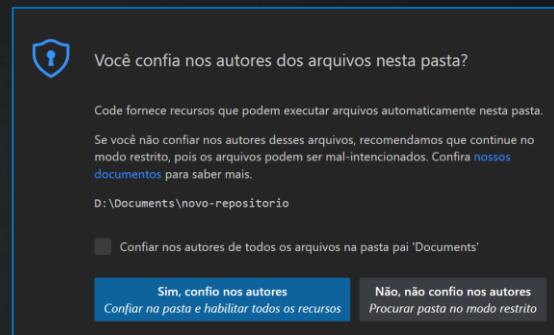 Você confia nos autores dos arquivos nesta pasta?
Code fornece recursos que podem executar arquivos automaticamente nesta pasta.
Se você não confiar nos autores desses arquivos, recomendamos que continue no
modo restrito, pois os arquivos podem ser mal-intencionados. Confira nossos
documentos para saber mais.
D:\Documents\novo-repositorio
Confiar nos autores de todos os arquivos na pasta pai 'Documents'
Sim, confio nos autores
Confiar na pasta e habilitar todos os recursos
Não, não confio nos autores
Procurar pasta no modo restrito